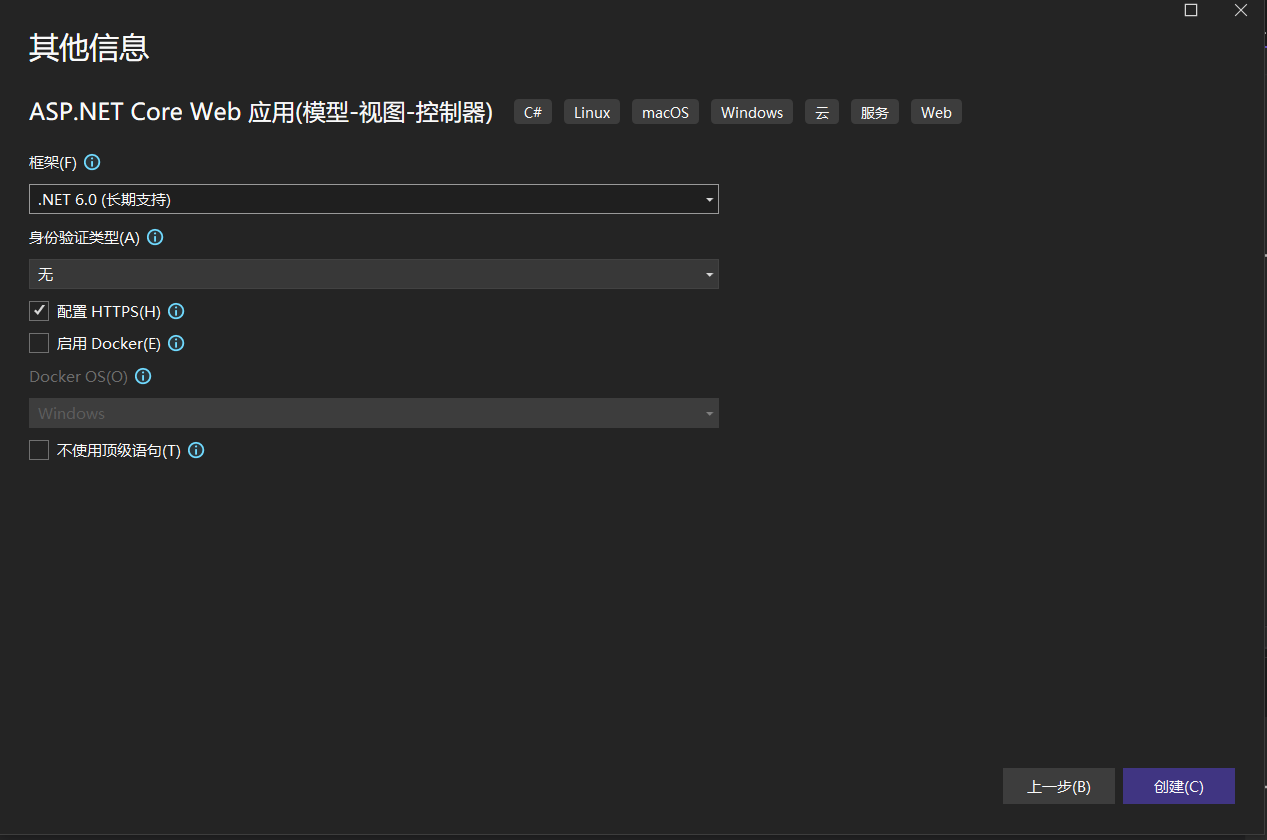 其他信息
ASP.NET Core Web 应用(模型-视图-控制器) C# Linux macOS Windows 云 服务 Web
框架(F)
.NET 6.0 (长期支持)
身份验证类型(A)
无
配置 HTTPS(H)
启用 Docker(E)
Docker OS(O)
Windows
不使用顶级语句(T)
上一步(B) 创建(C)